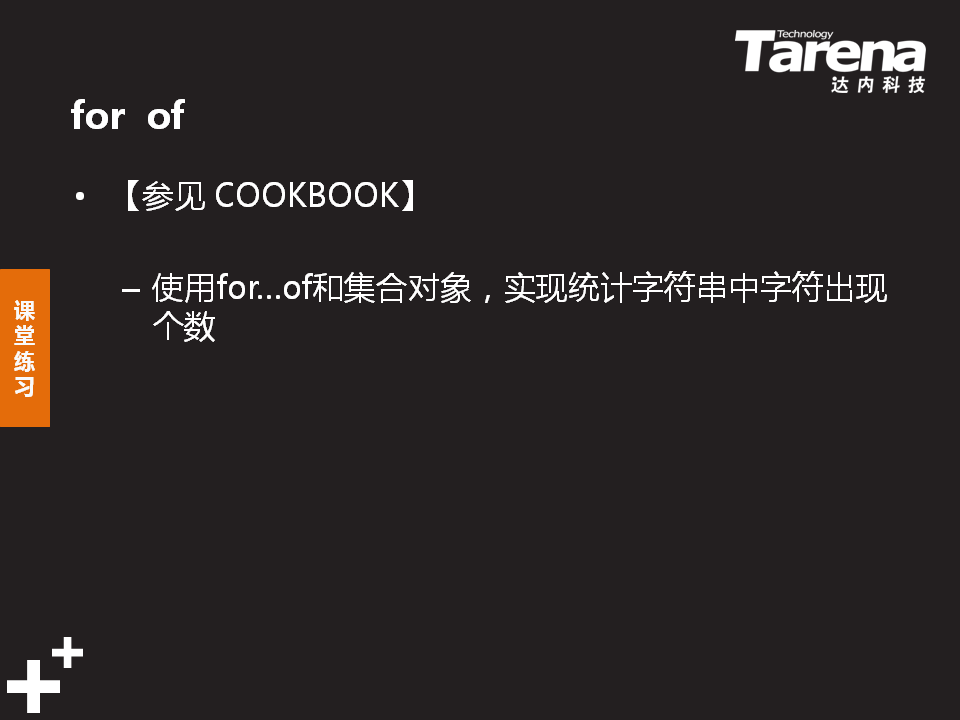 Technology
Tarena
达内科技
for of
• 【参见 COOKBOOK】
– 使用for...of和集合对象，实现统计字符串中字符出现
个数
课
堂
练
习